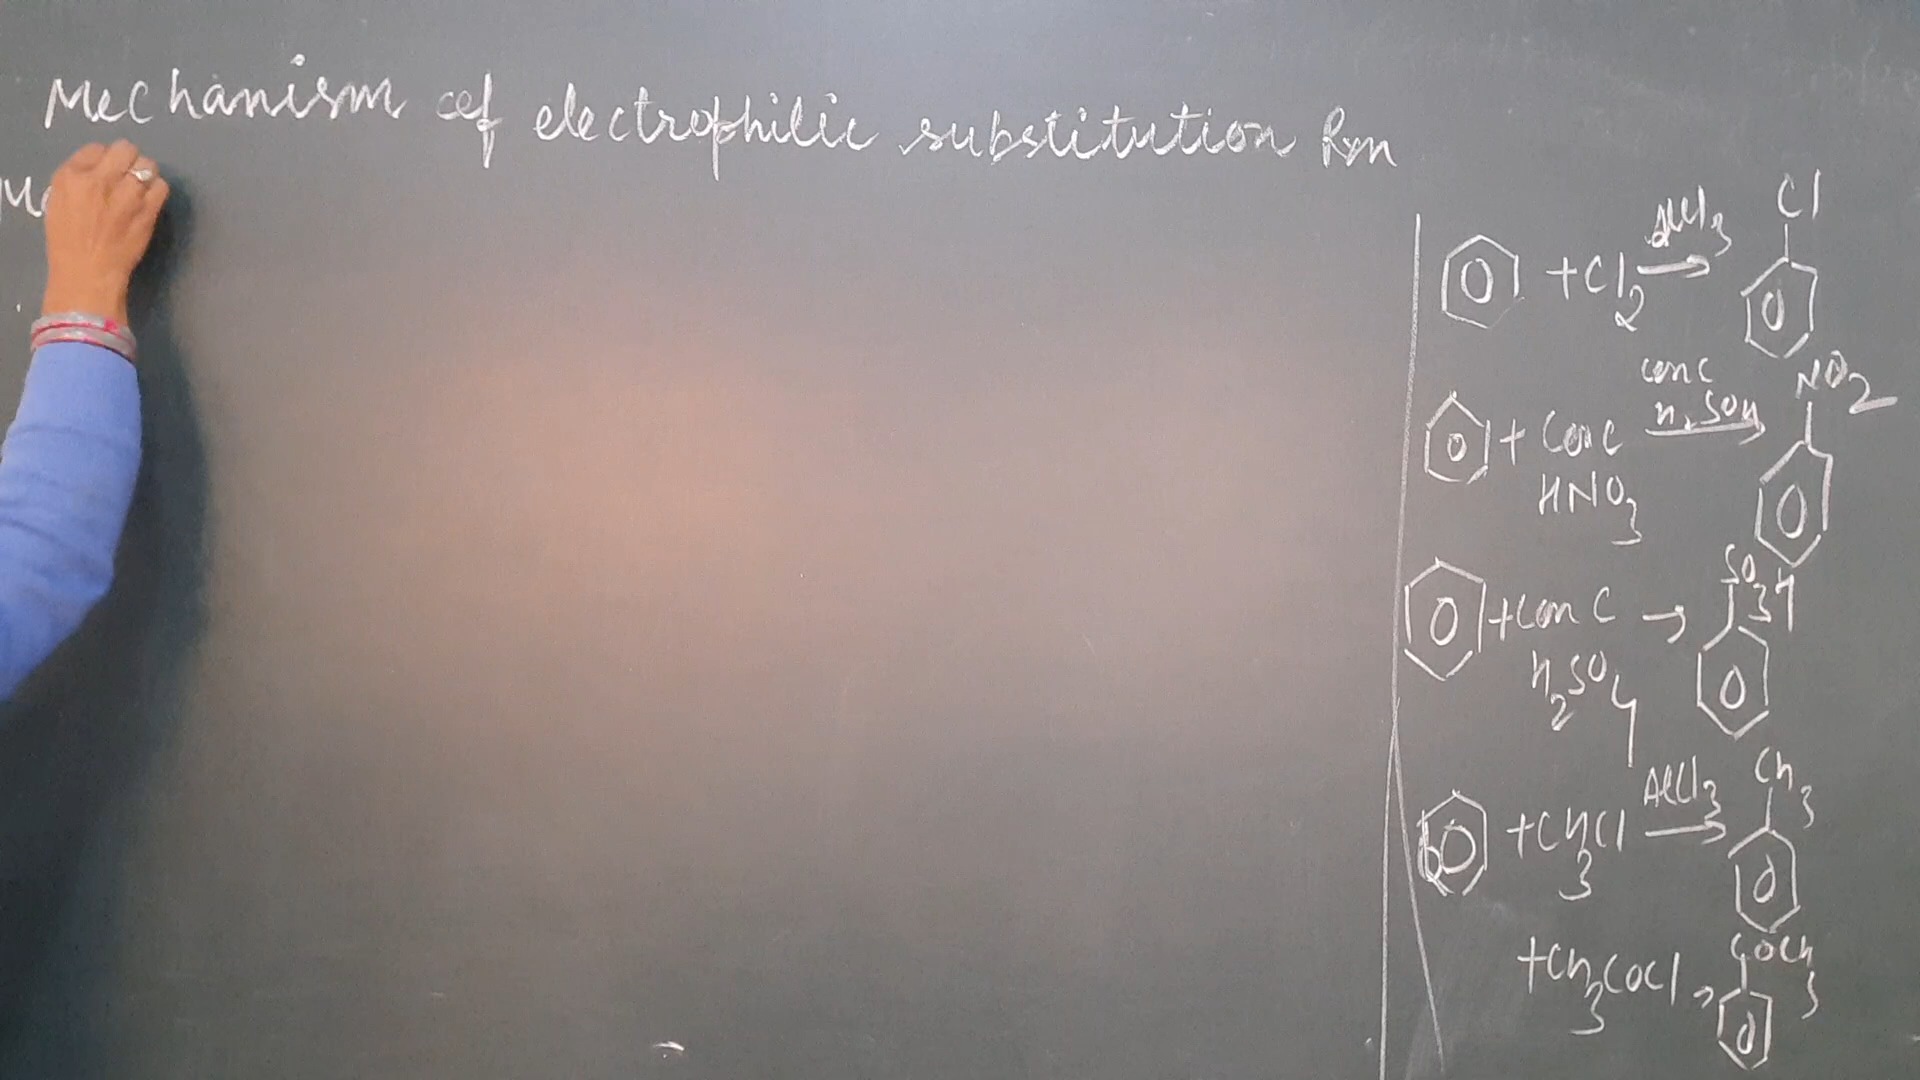 Mechanism of electrophilic substitution Rxn
+Cl2 AlCl3 → Cl
+ Conc HNO3 conc H2SO4 → NO2
+conc H2SO4 → SO3H
+CH3Cl AlCl3 → CH3
+CH3COCl → COCH3